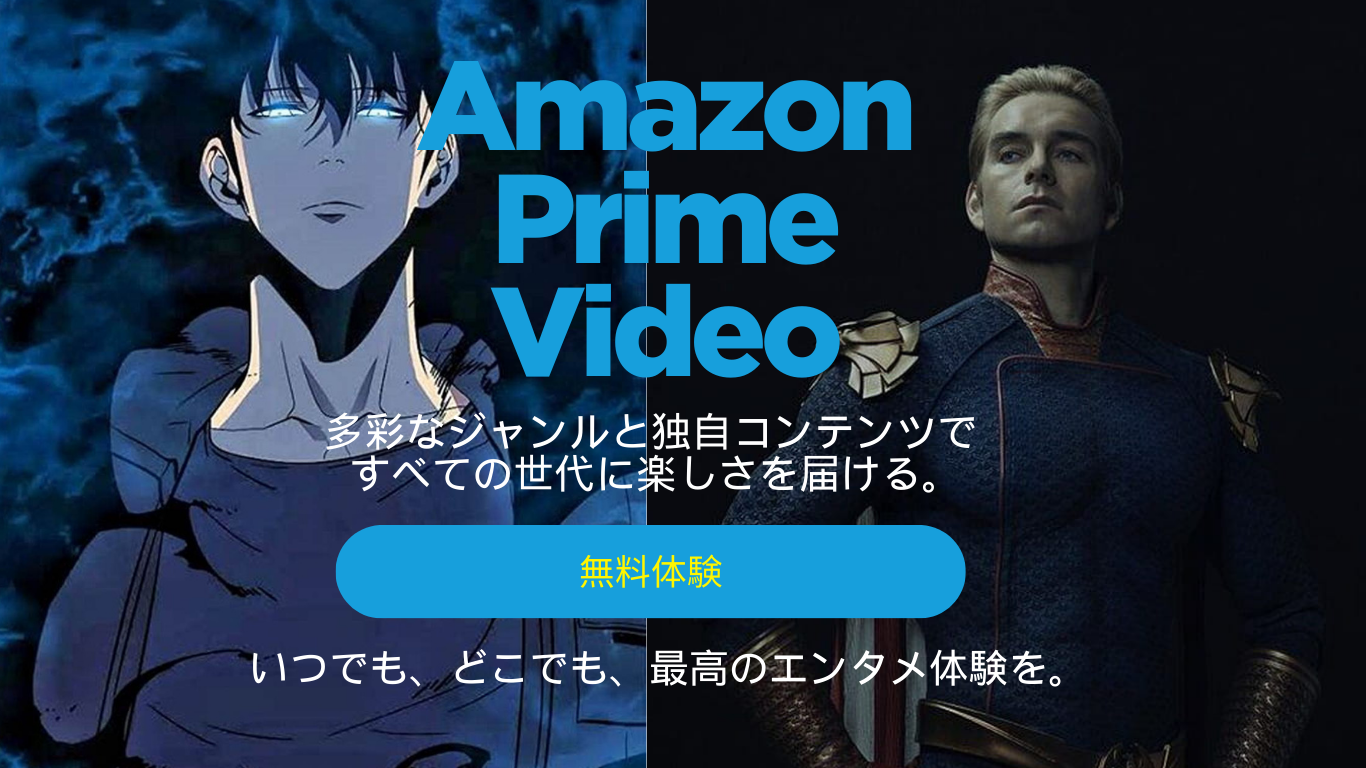 Amazon
Prime
Video
多彩なジャンルと独自コンテンツで
すべての世代に楽しさを届ける。
無料体験
いつでも、どこでも、最高のエンタメ体験を。